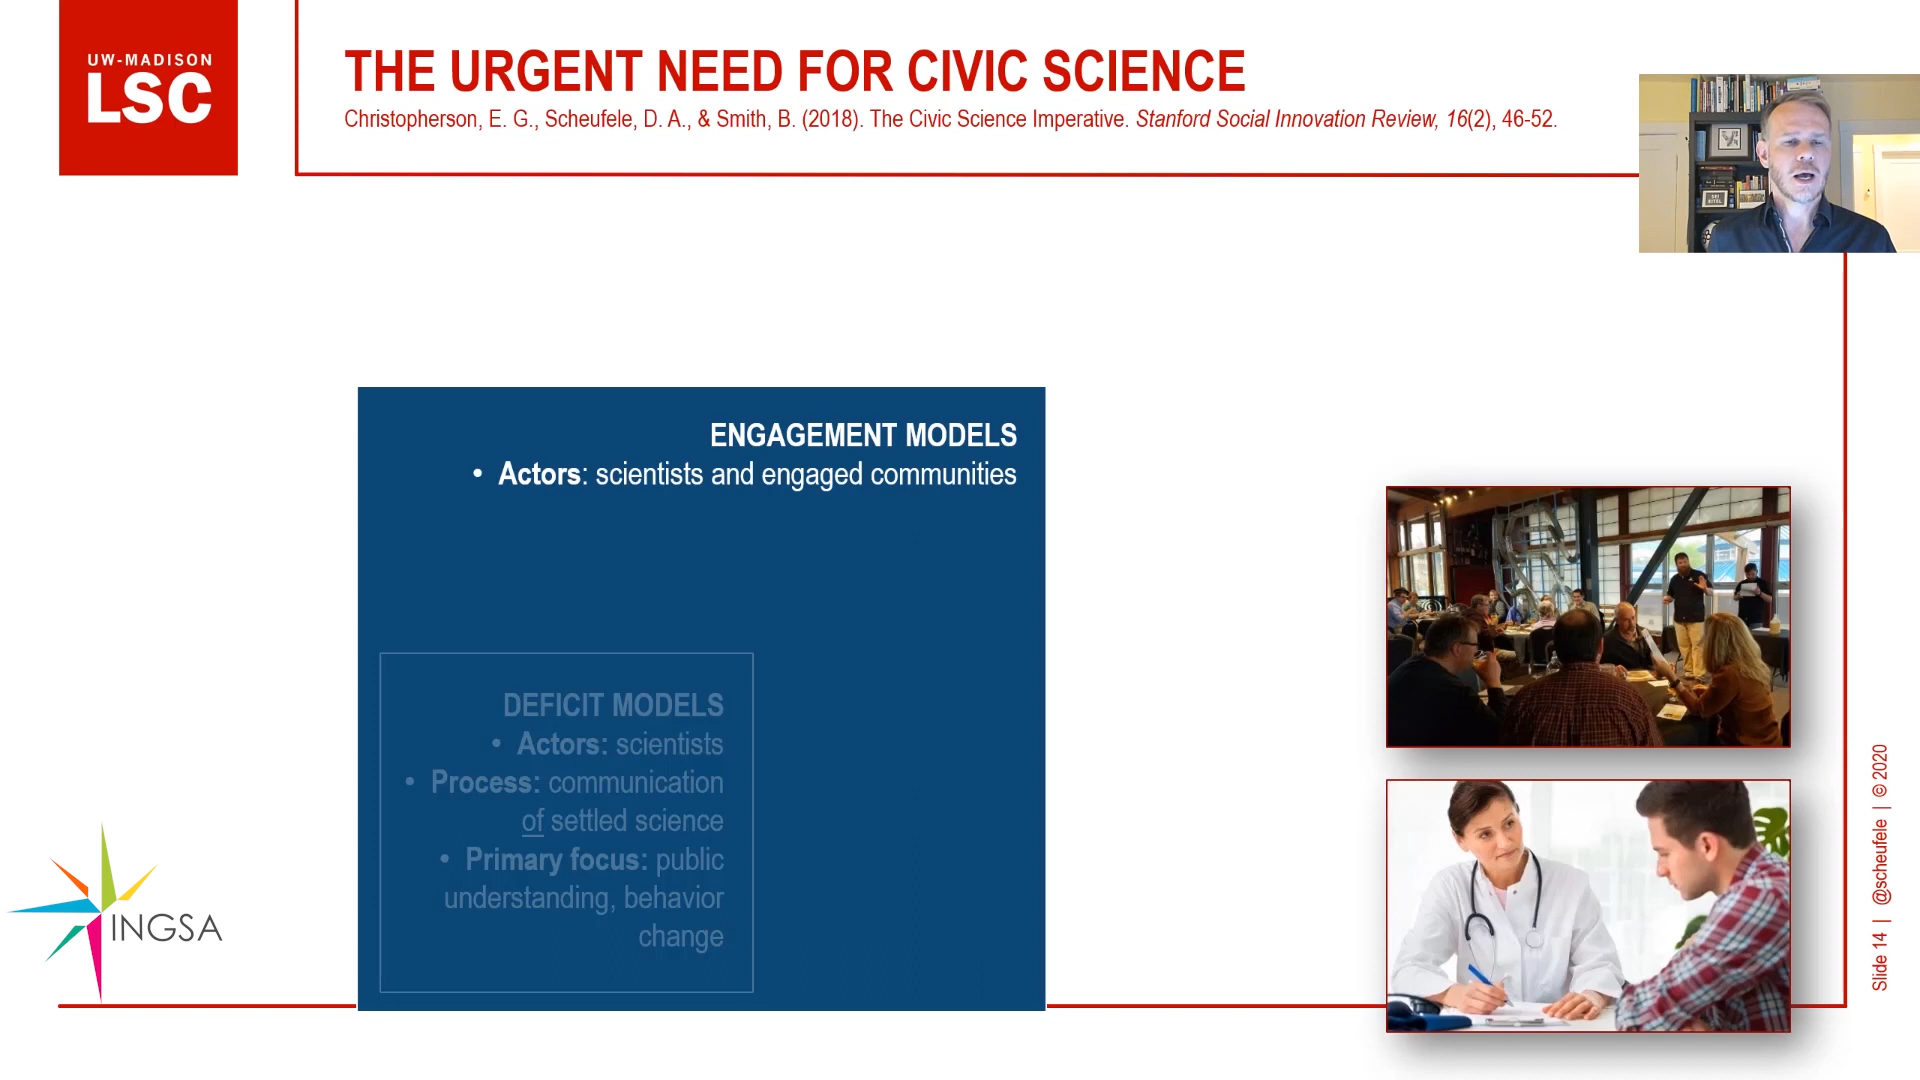 UW-MADISON
LSC
THE URGENT NEED FOR CIVIC SCIENCE
Christopherson, E. G., Scheufele, D. A., & Smith, B. (2018). The Civic Science Imperative. Stanford Social Innovation Review, 16(2), 46-52.
ENGAGEMENT MODELS
• Actors: scientists and engaged communities
DEFICIT MODELS
• Actors: scientists
• Process: communication
of settled science
• Primary focus: public
understanding, behavior
change
INGSA
Slide 14 | @scheufele | © 2020